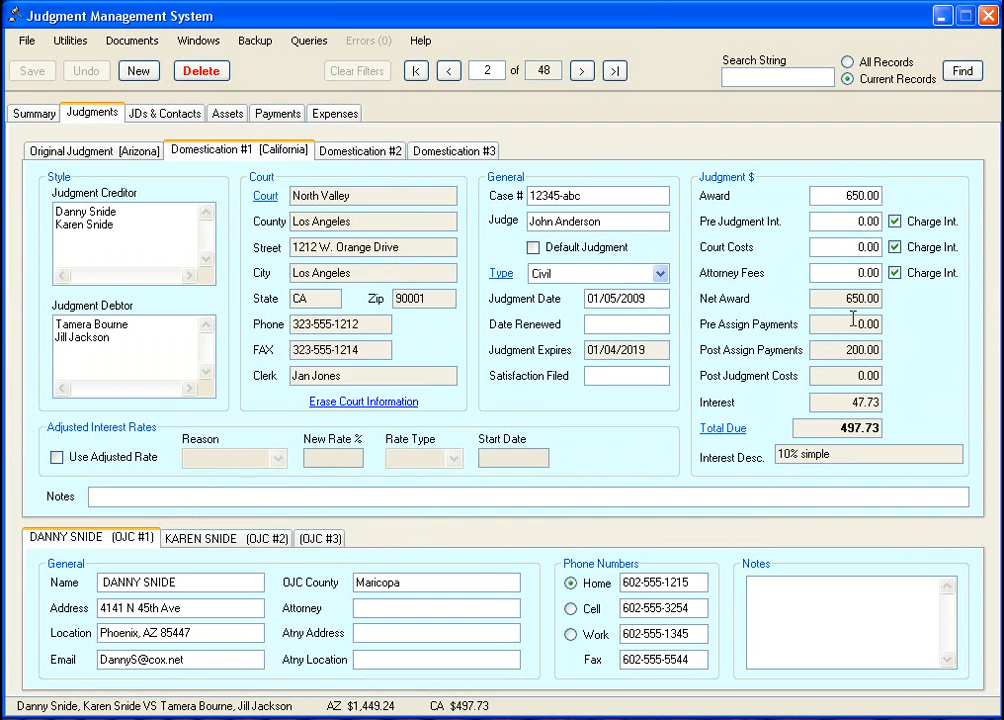 Judgment Management System
File Utilities Documents Windows Backup Queries Errors (0) Help
Save Undo New Delete Clear Filters |< < 2 of 48 > >| Search String All Records Current Records Find
Summary Judgments JDs & Contacts Assets Payments Expenses
Original Judgment [Arizona] Domestication #1 [California] Domestication #2 Domestication #3
Style
Judgment Creditor
Danny Snide
Karen Snide
Judgment Debtor
Tamera Bourne
Jill Jackson
Court
Court North Valley
County Los Angeles
Street 1212 W. Orange Drive
City Los Angeles
State CA Zip 90001
Phone 323-555-1212
FAX 323-555-1214
Clerk Jan Jones
Erase Court Information
General
Case # 12345-abc
Judge John Anderson
Default Judgment
Type Civil
Judgment Date 01/05/2009
Date Renewed
Judgment Expires 01/04/2019
Satisfaction Filed
Judgment $
Award 650.00
Pre Judgment Int. 0.00 Charge Int.
Court Costs 0.00 Charge Int.
Attorney Fees 0.00 Charge Int.
Net Award 650.00
Pre Assign Payments 0.00
Post Assign Payments 200.00
Post Judgment Costs 0.00
Interest 47.73
Total Due 497.73
Interest Desc. 10% simple
Adjusted Interest Rates
Use Adjusted Rate Reason New Rate % Rate Type Start Date
Notes
DANNY SNIDE (OJC #1) KAREN SNIDE (OJC #2) (OJC #3)
General
Name DANNY SNIDE OJC County Maricopa
Address 4141 N 45th Ave Attorney
Location Phoenix, AZ 85447 Atny Address
Email DannyS@cox.net Atny Location
Phone Numbers
Home 602-555-1215
Cell 602-555-3254
Work 602-555-1345
Fax 602-555-5544
Notes
Danny Snide, Karen Snide VS Tamera Bourne, Jill Jackson AZ $1,449.24 CA $497.73